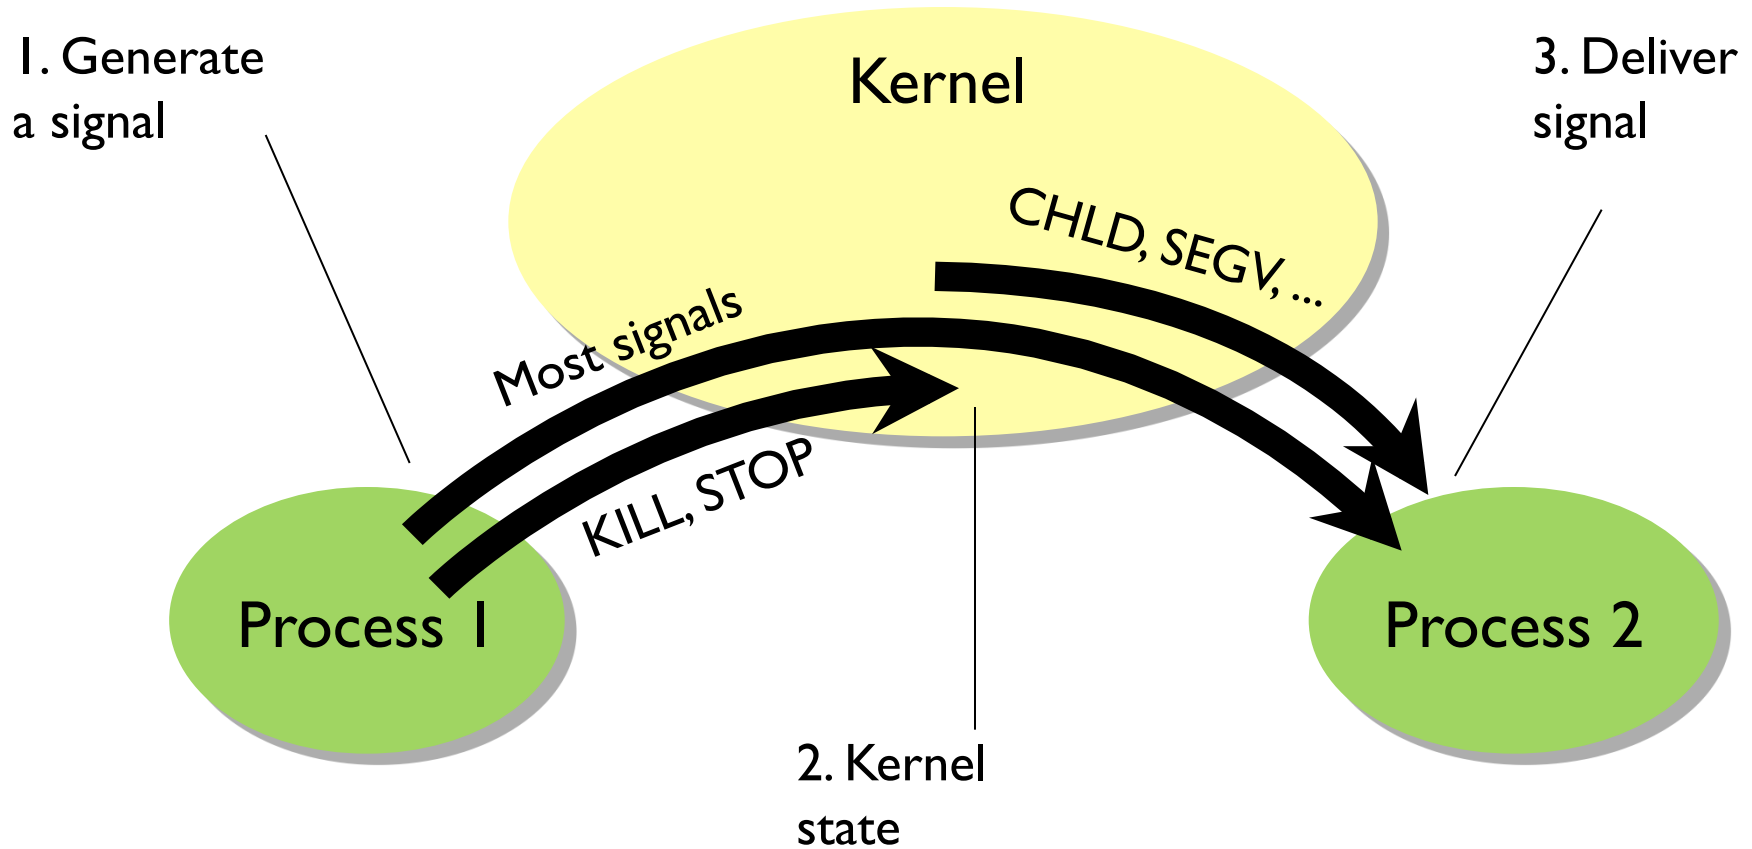 1. Generate
a signal
Kernel
3. Deliver
signal
CHLD, SEGV, ...
Most signals
KILL, STOP
Process 1
Process 2
2. Kernel
state